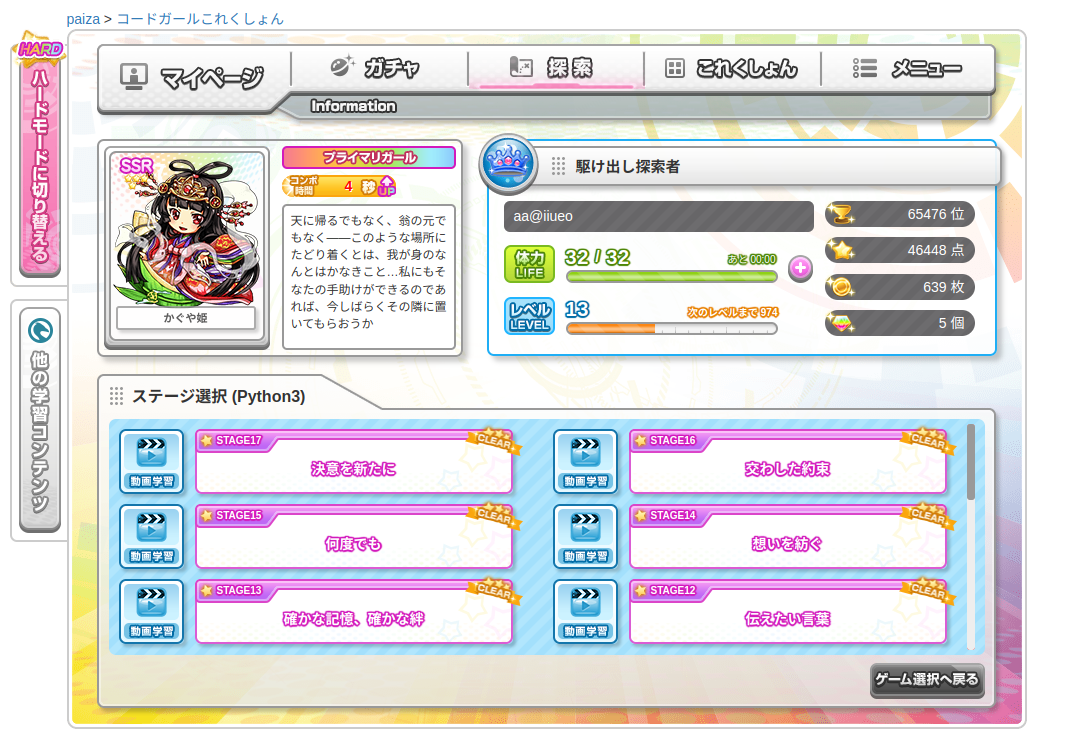 paiza > コードガールこれくしょん
HARD
ハードモードに切り替える
他の学習コンテンツ
マイページ
ガチャ
探索
これくしょん
メニュー
Information
SSR
かぐや姫
プライマリガール
コンボ時間 4 秒 UP
天に帰るでもなく、翁の元で
もなく――このような場所に
たどり着くとは、我が身のな
んとはかなきこと…私にもそ
なたの手助けができるのであ
れば、今しばらくその隣に置
いてもらおうか
駆け出し探索者
aa@iiueo
体力 LIFE
32 / 32
あと 00:00
レベル LEVEL
13
次のレベルまで 974
65476 位
46448 点
639 枚
5 個
ステージ選択 (Python3)
動画学習
STAGE17
CLEAR
決意を新たに
動画学習
STAGE16
CLEAR
交わした約束
動画学習
STAGE15
CLEAR
何度でも
動画学習
STAGE14
CLEAR
想いを紡ぐ
動画学習
STAGE13
CLEAR
確かな記憶、確かな絆
動画学習
STAGE12
CLEAR
伝えたい言葉
ゲーム選択へ戻る